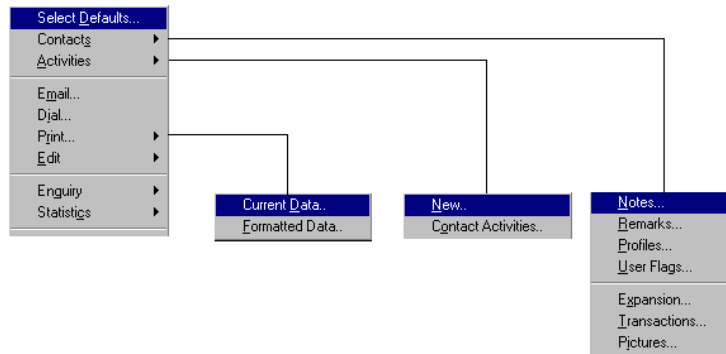 Select Defaults...
Contacts
Activities
Email...
Dial...
Print...
Edit
Enquiry
Statistics
Current Data..
Formatted Data..
New..
Contact Activities..
Notes...
Remarks...
Profiles...
User Flags...
Expansion...
Transactions...
Pictures...